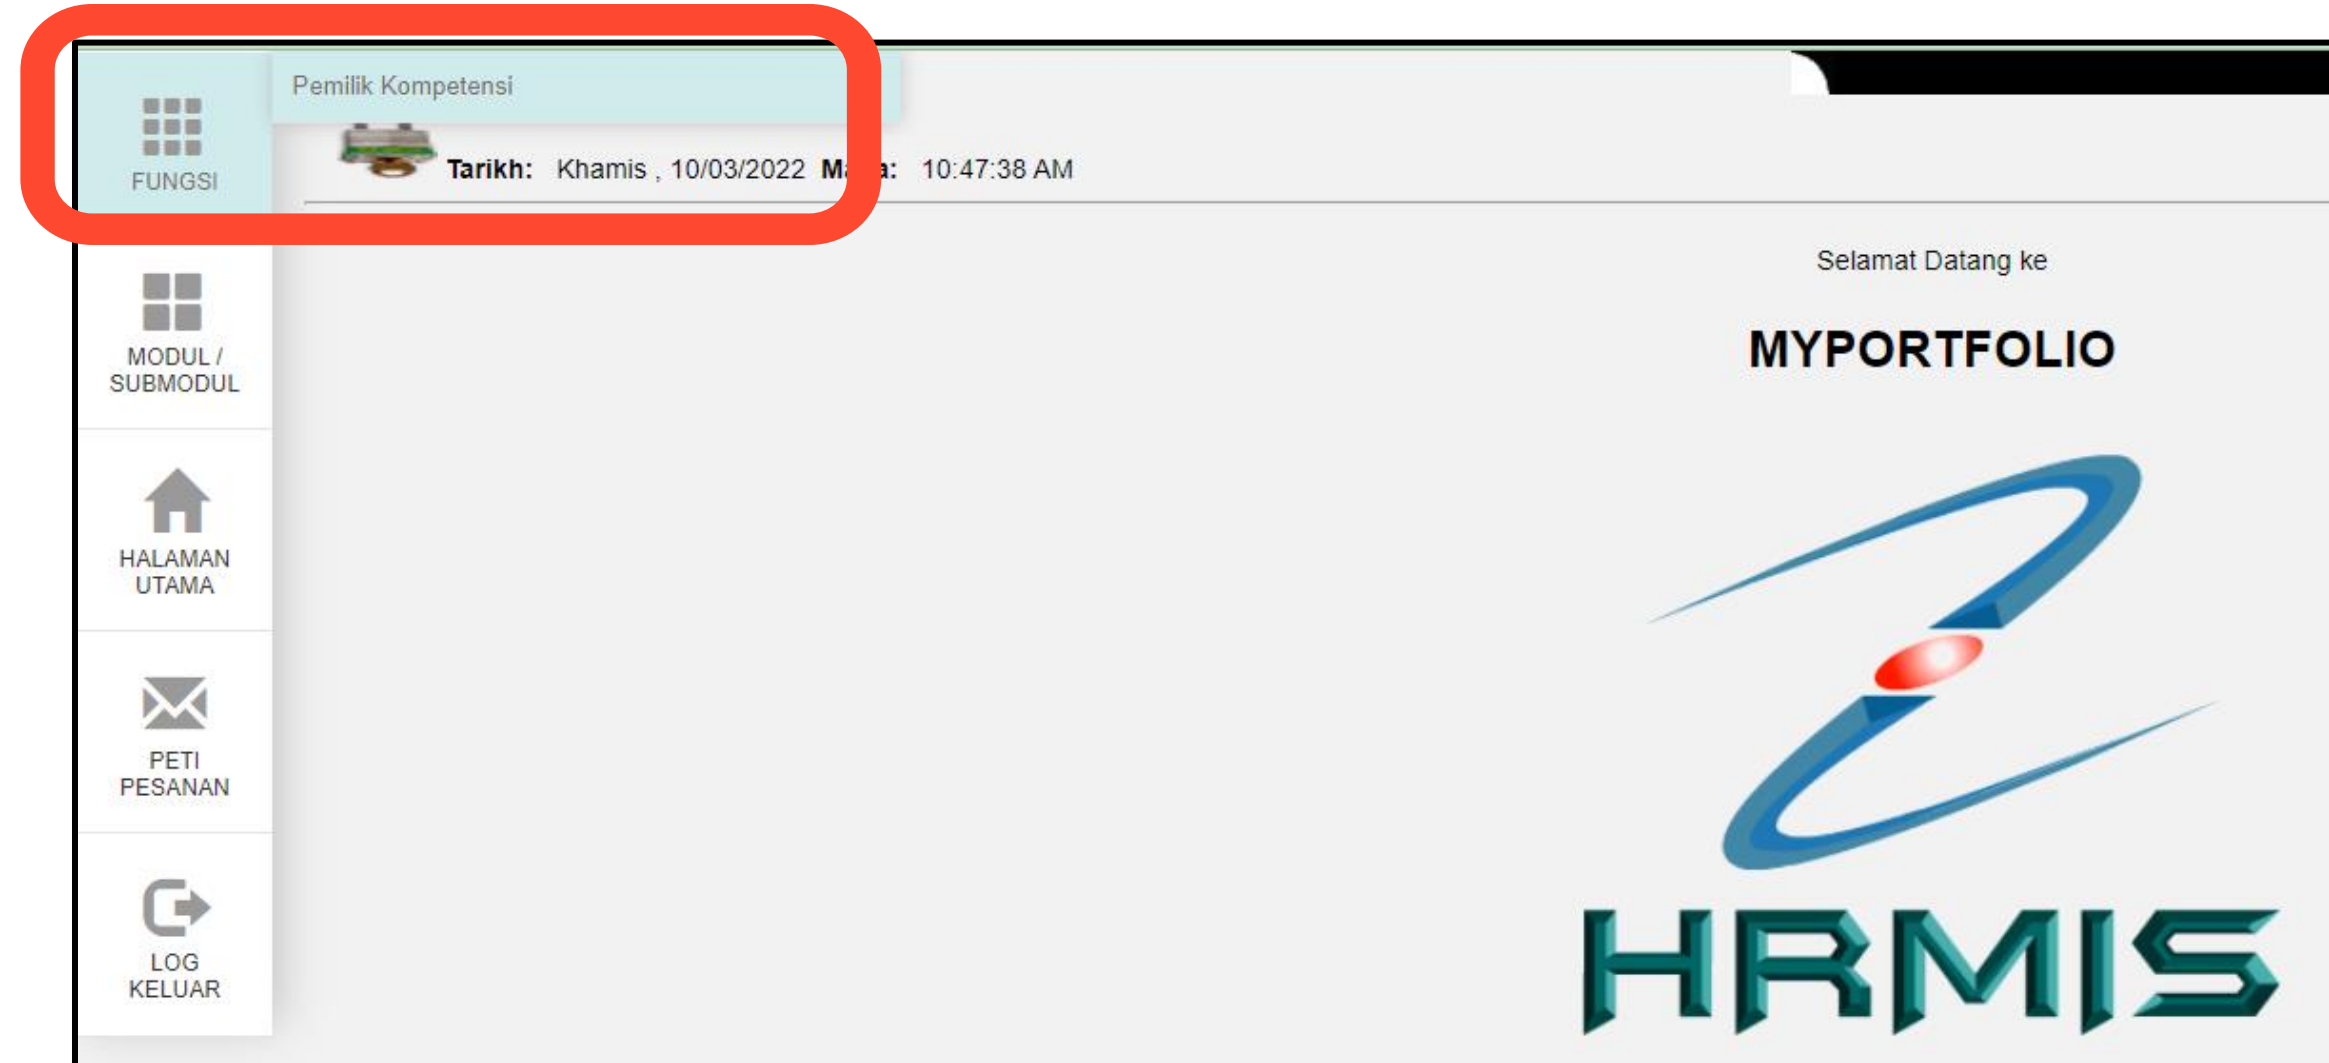 Pemilik Kompetensi
FUNGSI
Tarikh: Khamis , 10/03/2022 10:47:38 AM
MODUL /
SUBMODUL
HALAMAN
UTAMA
PETI
PESANAN
LOG
KELUAR
Selamat Datang ke
MYPORTFOLIO
HRMIS